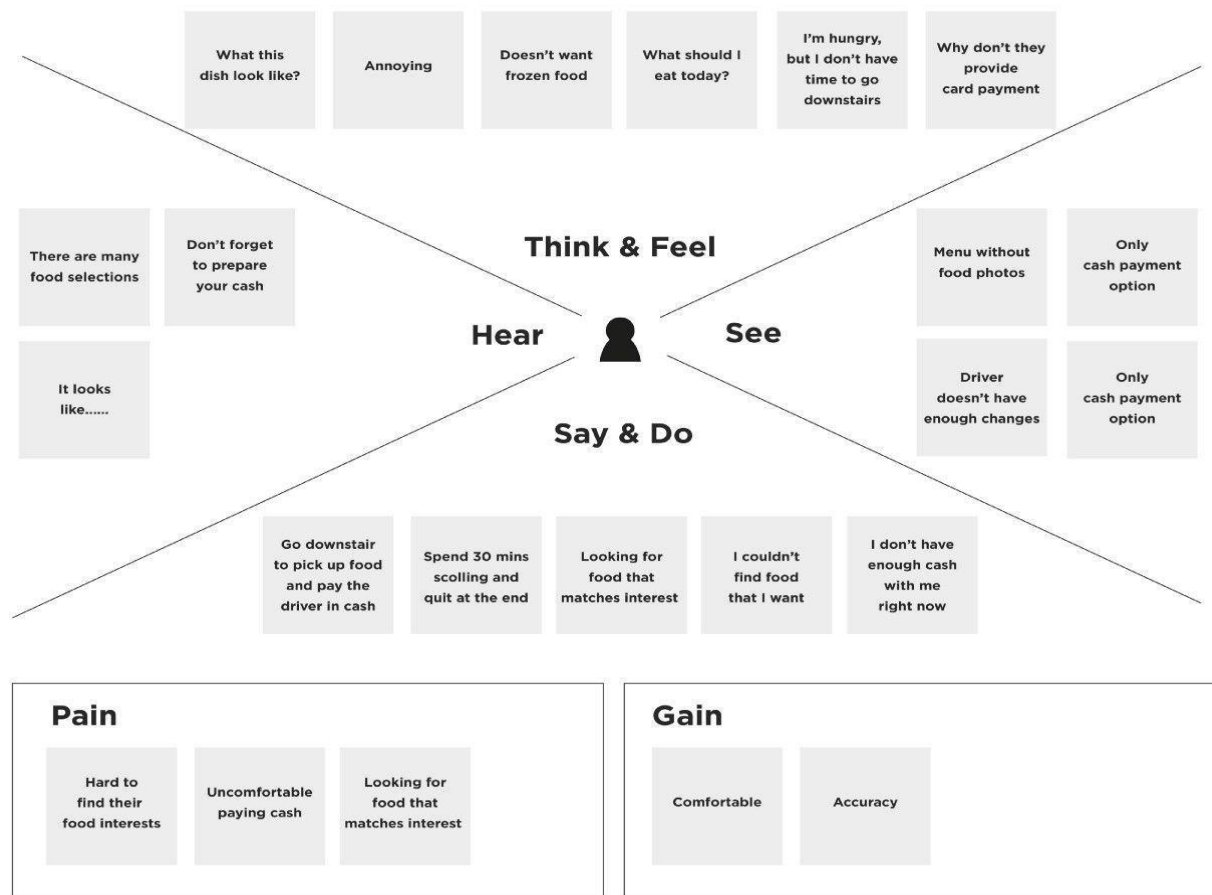 What this
dish look like?
Annoying
Doesn't want
frozen food
What should I
eat today?
I'm hungry,
but I don't have
time to go
downstairs
Why don't they
provide
card payment
Think & Feel
There are many
food selections
Don't forget
to prepare
your cash
It looks
like......
Hear
See
Menu without
food photos
Only
cash payment
option
Driver
doesn't have
enough changes
Only
cash payment
option
Say & Do
Go downstair
to pick up food
and pay the
driver in cash
Spend 30 mins
scolling and
quit at the end
Looking for
food that
matches interest
I couldn't
find food
that I want
I don't have
enough cash
with me
right now
Pain
Hard to
find their
food interests
Uncomfortable
paying cash
Looking for
food that
matches interest
Gain
Comfortable
Accuracy